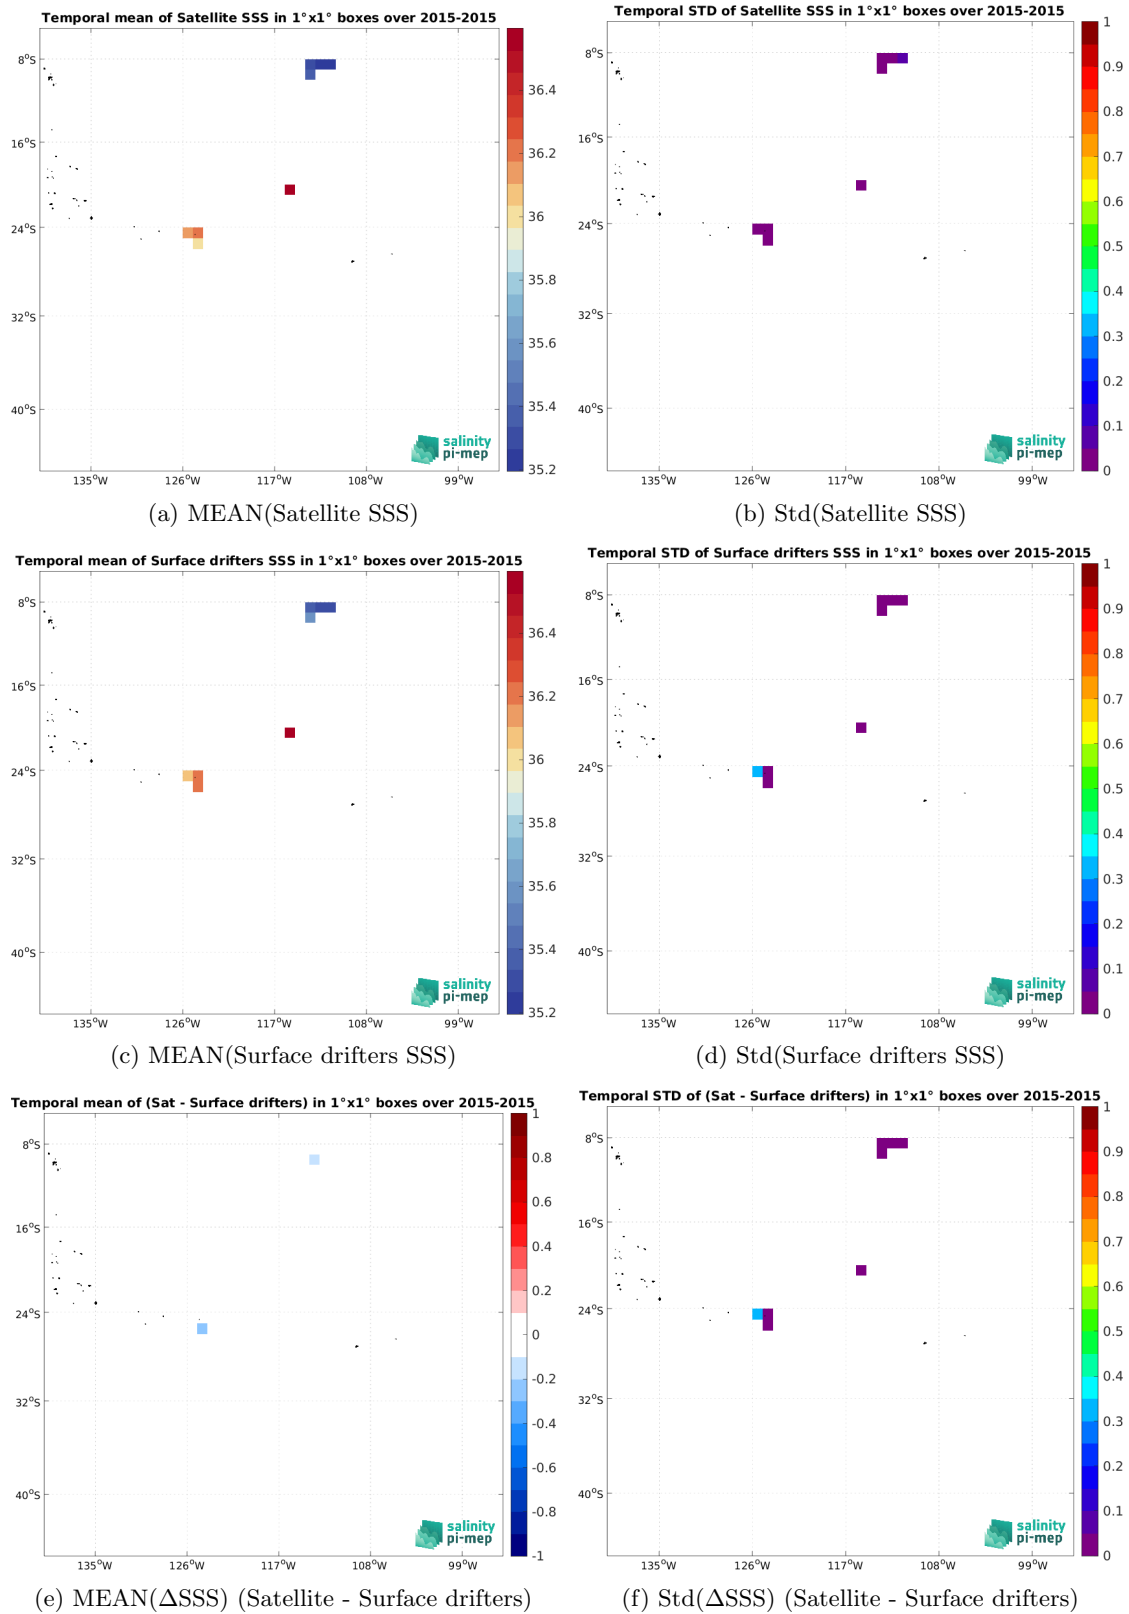 Temporal mean of Satellite SSS in 1°x1° boxes over 2015-2015
8°S
16°S
24°S
32°S
40°S
135°W
126°W
117°W
108°W
99°W
36.4
36.2
36
35.8
35.6
35.4
35.2
salinity
pi-mep
(a) MEAN(Satellite SSS)
Temporal STD of Satellite SSS in 1°x1° boxes over 2015-2015
8°S
16°S
24°S
32°S
40°S
135°W
126°W
117°W
108°W
99°W
1
0.9
0.8
0.7
0.6
0.5
0.4
0.3
0.2
0.1
0
salinity
pi-mep
(b) Std(Satellite SSS)
Temporal mean of Surface drifters SSS in 1°x1° boxes over 2015-2015
8°S
16°S
24°S
32°S
40°S
135°W
126°W
117°W
108°W
99°W
36.4
36.2
36
35.8
35.6
35.4
35.2
salinity
pi-mep
(c) MEAN(Surface drifters SSS)
Temporal STD of Surface drifters SSS in 1°x1° boxes over 2015-2015
8°S
16°S
24°S
32°S
40°S
135°W
126°W
117°W
108°W
99°W
1
0.9
0.8
0.7
0.6
0.5
0.4
0.3
0.2
0.1
0
salinity
pi-mep
(d) Std(Surface drifters SSS)
Temporal mean of (Sat - Surface drifters) in 1°x1° boxes over 2015-2015
8°S
16°S
24°S
32°S
40°S
135°W
126°W
117°W
108°W
99°W
1
0.8
0.6
0.4
0.2
0
-0.2
-0.4
-0.6
-0.8
-1
salinity
pi-mep
(e) MEAN(ΔSSS) (Satellite - Surface drifters)
Temporal STD of (Sat - Surface drifters) in 1°x1° boxes over 2015-2015
8°S
16°S
24°S
32°S
40°S
135°W
126°W
117°W
108°W
99°W
1
0.9
0.8
0.7
0.6
0.5
0.4
0.3
0.2
0.1
0
salinity
pi-mep
(f) Std(ΔSSS) (Satellite - Surface drifters)